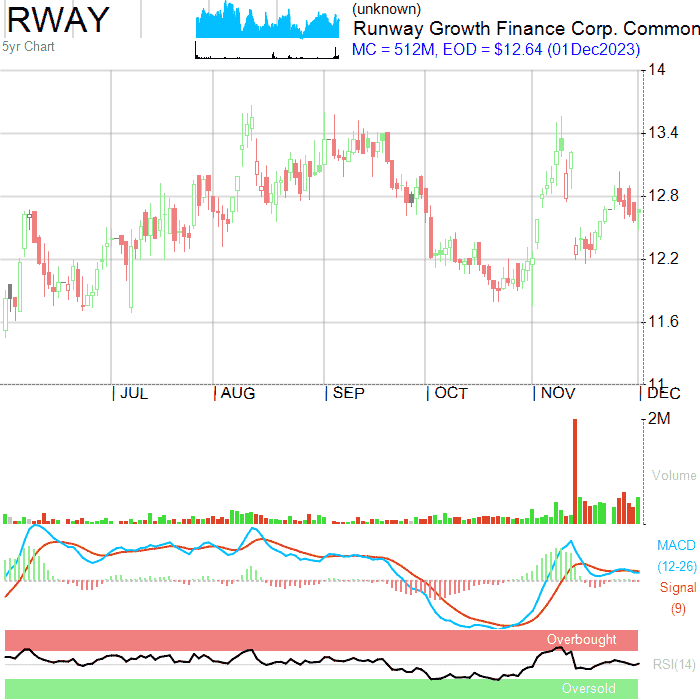 RWAY
5yr Chart
(unknown)
Runway Growth Finance Corp. Common
MC = 512M, EOD = $12.64 (01Dec2023)
14
13.4
12.8
12.2
11.6
11
JUL
AUG
SEP
OCT
NOV
DEC
2M
Volume
MACD
(12-26)
Signal
(9)
Overbought
RSI(14)
Oversold